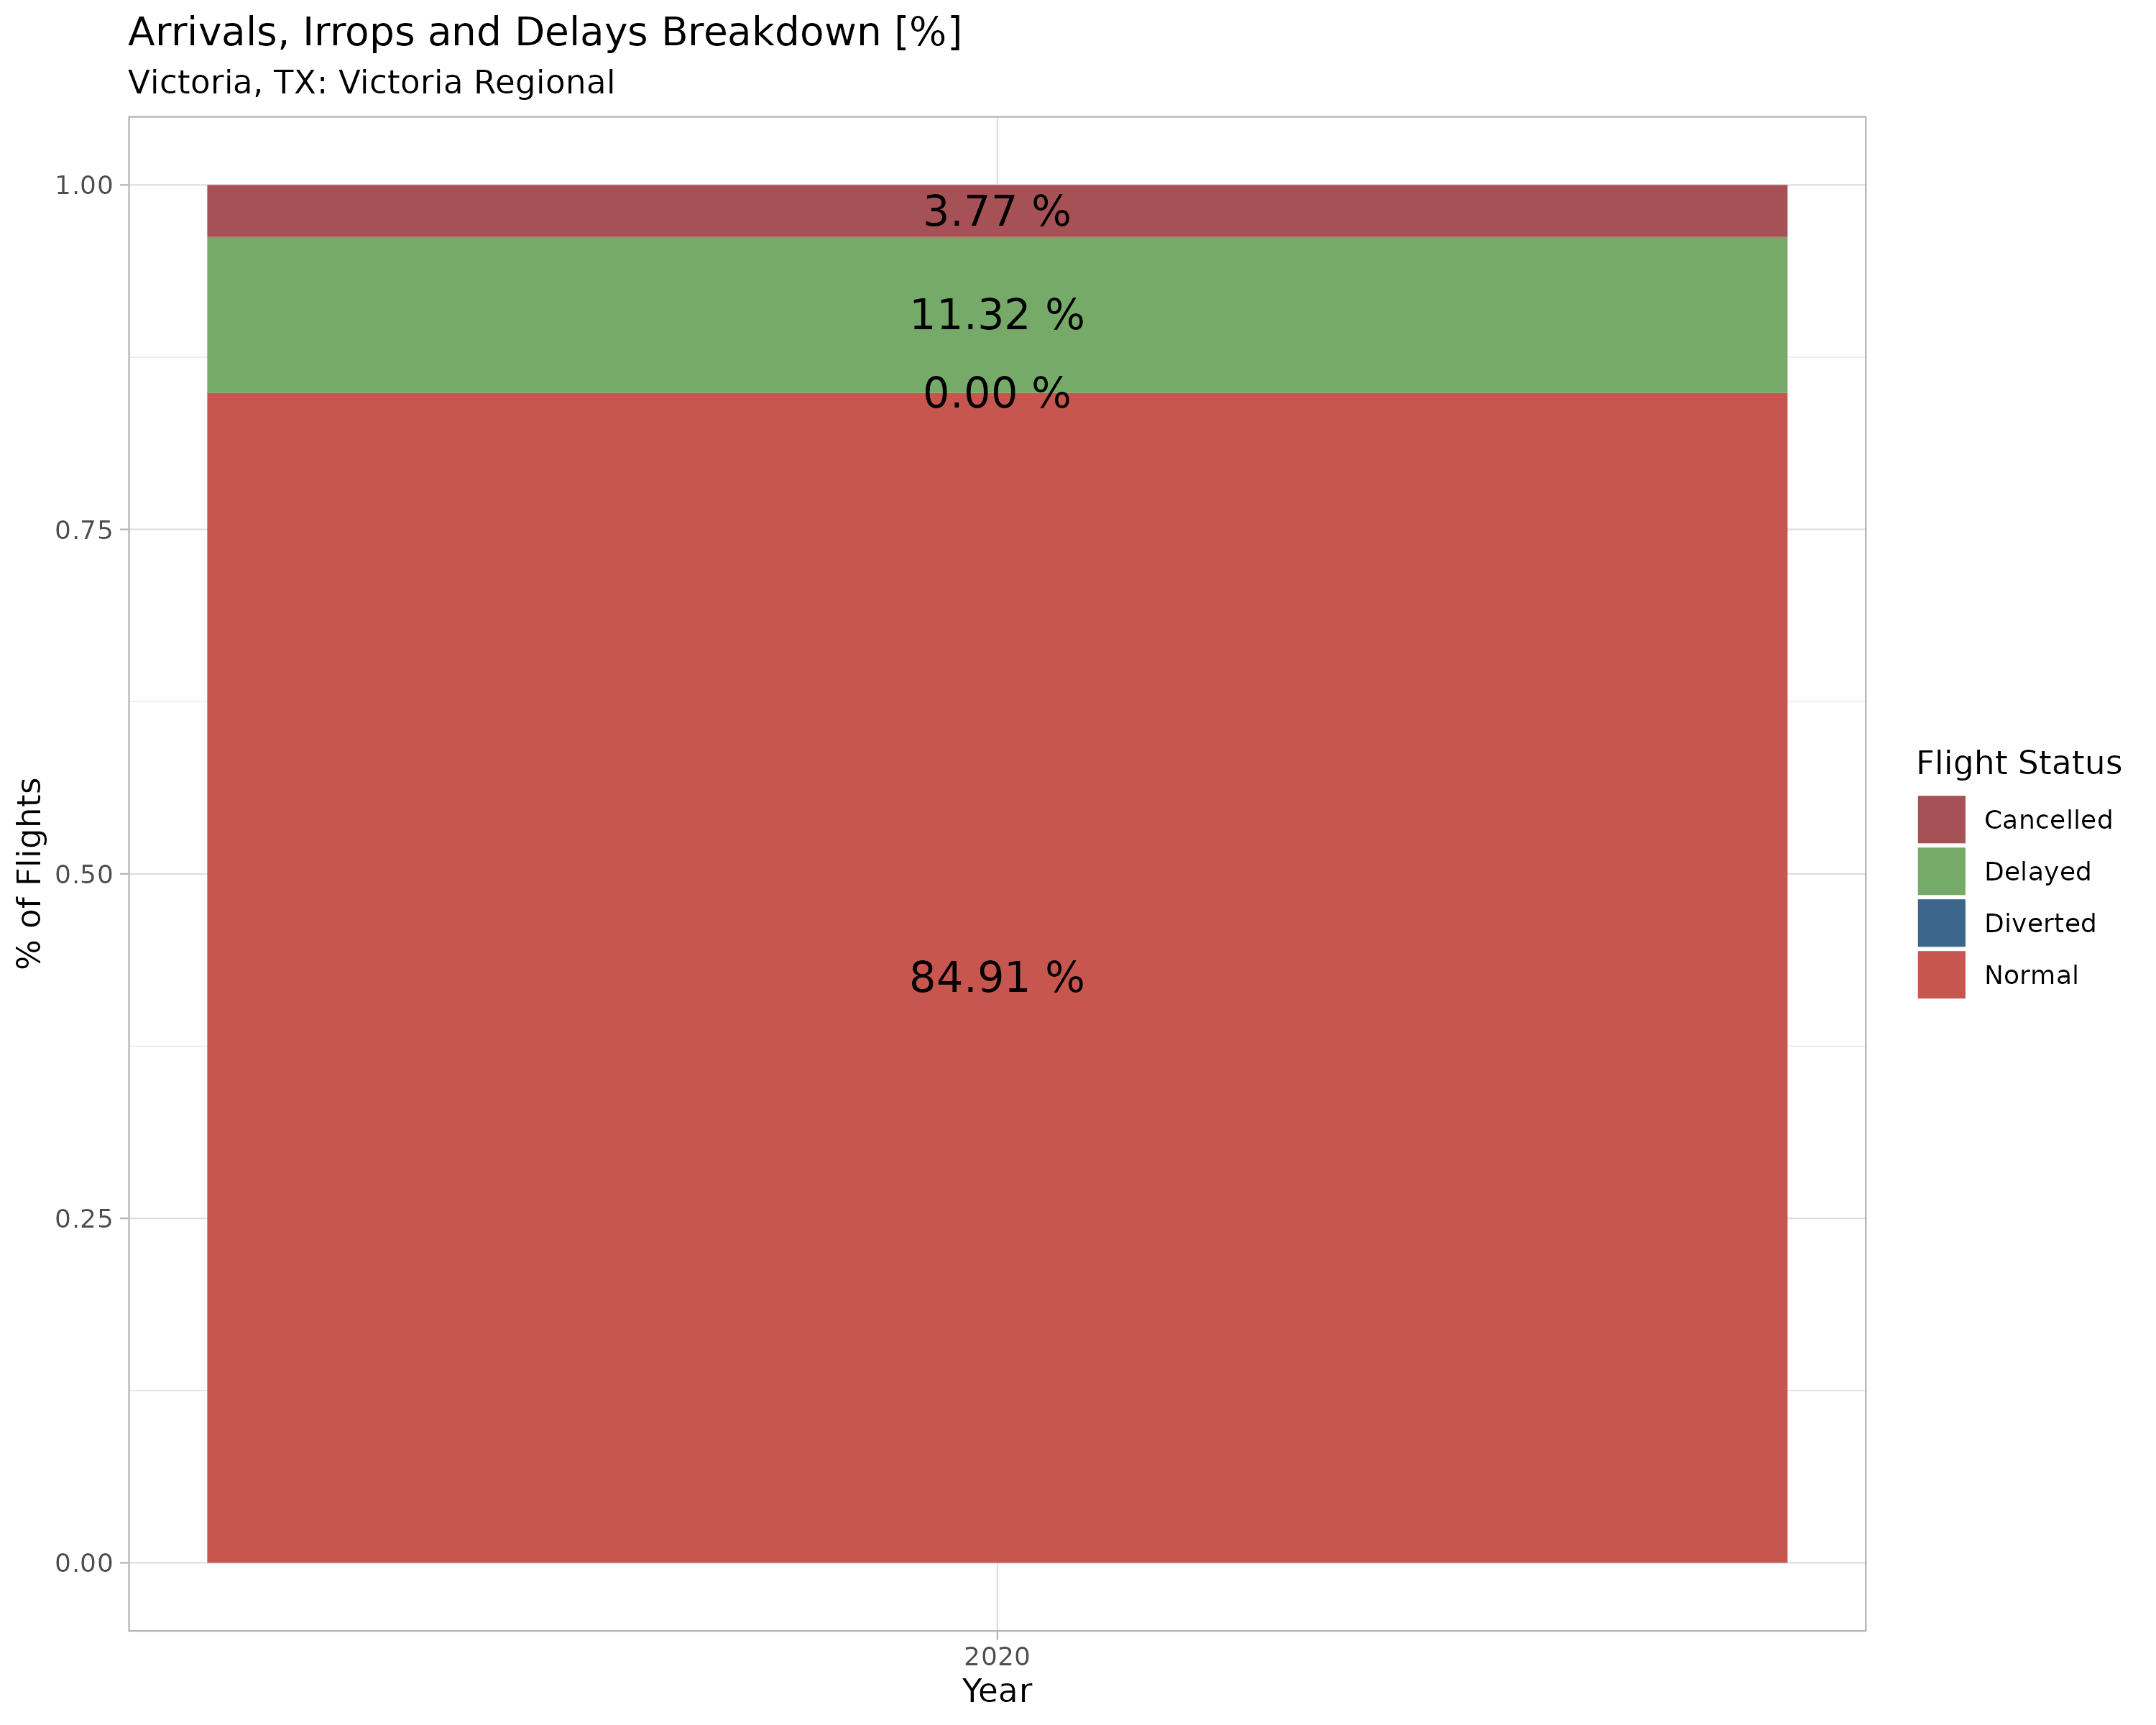 Arrivals, Irrops and Delays Breakdown [%]
Victoria, TX: Victoria Regional
% of Flights
1.00
0.75
0.50
0.25
0.00
3.77 %
11.32 %
0.00 %
84.91 %
2020
Year
Flight Status
Cancelled
Delayed
Diverted
Normal